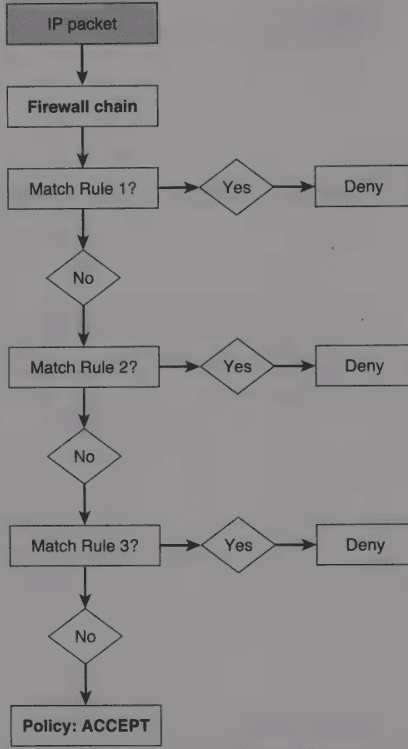 IP packet
Firewall chain
Match Rule 1?
Yes
Deny
No
Match Rule 2?
Yes
Deny
No
Match Rule 3?
Yes
Deny
No
Policy: ACCEPT